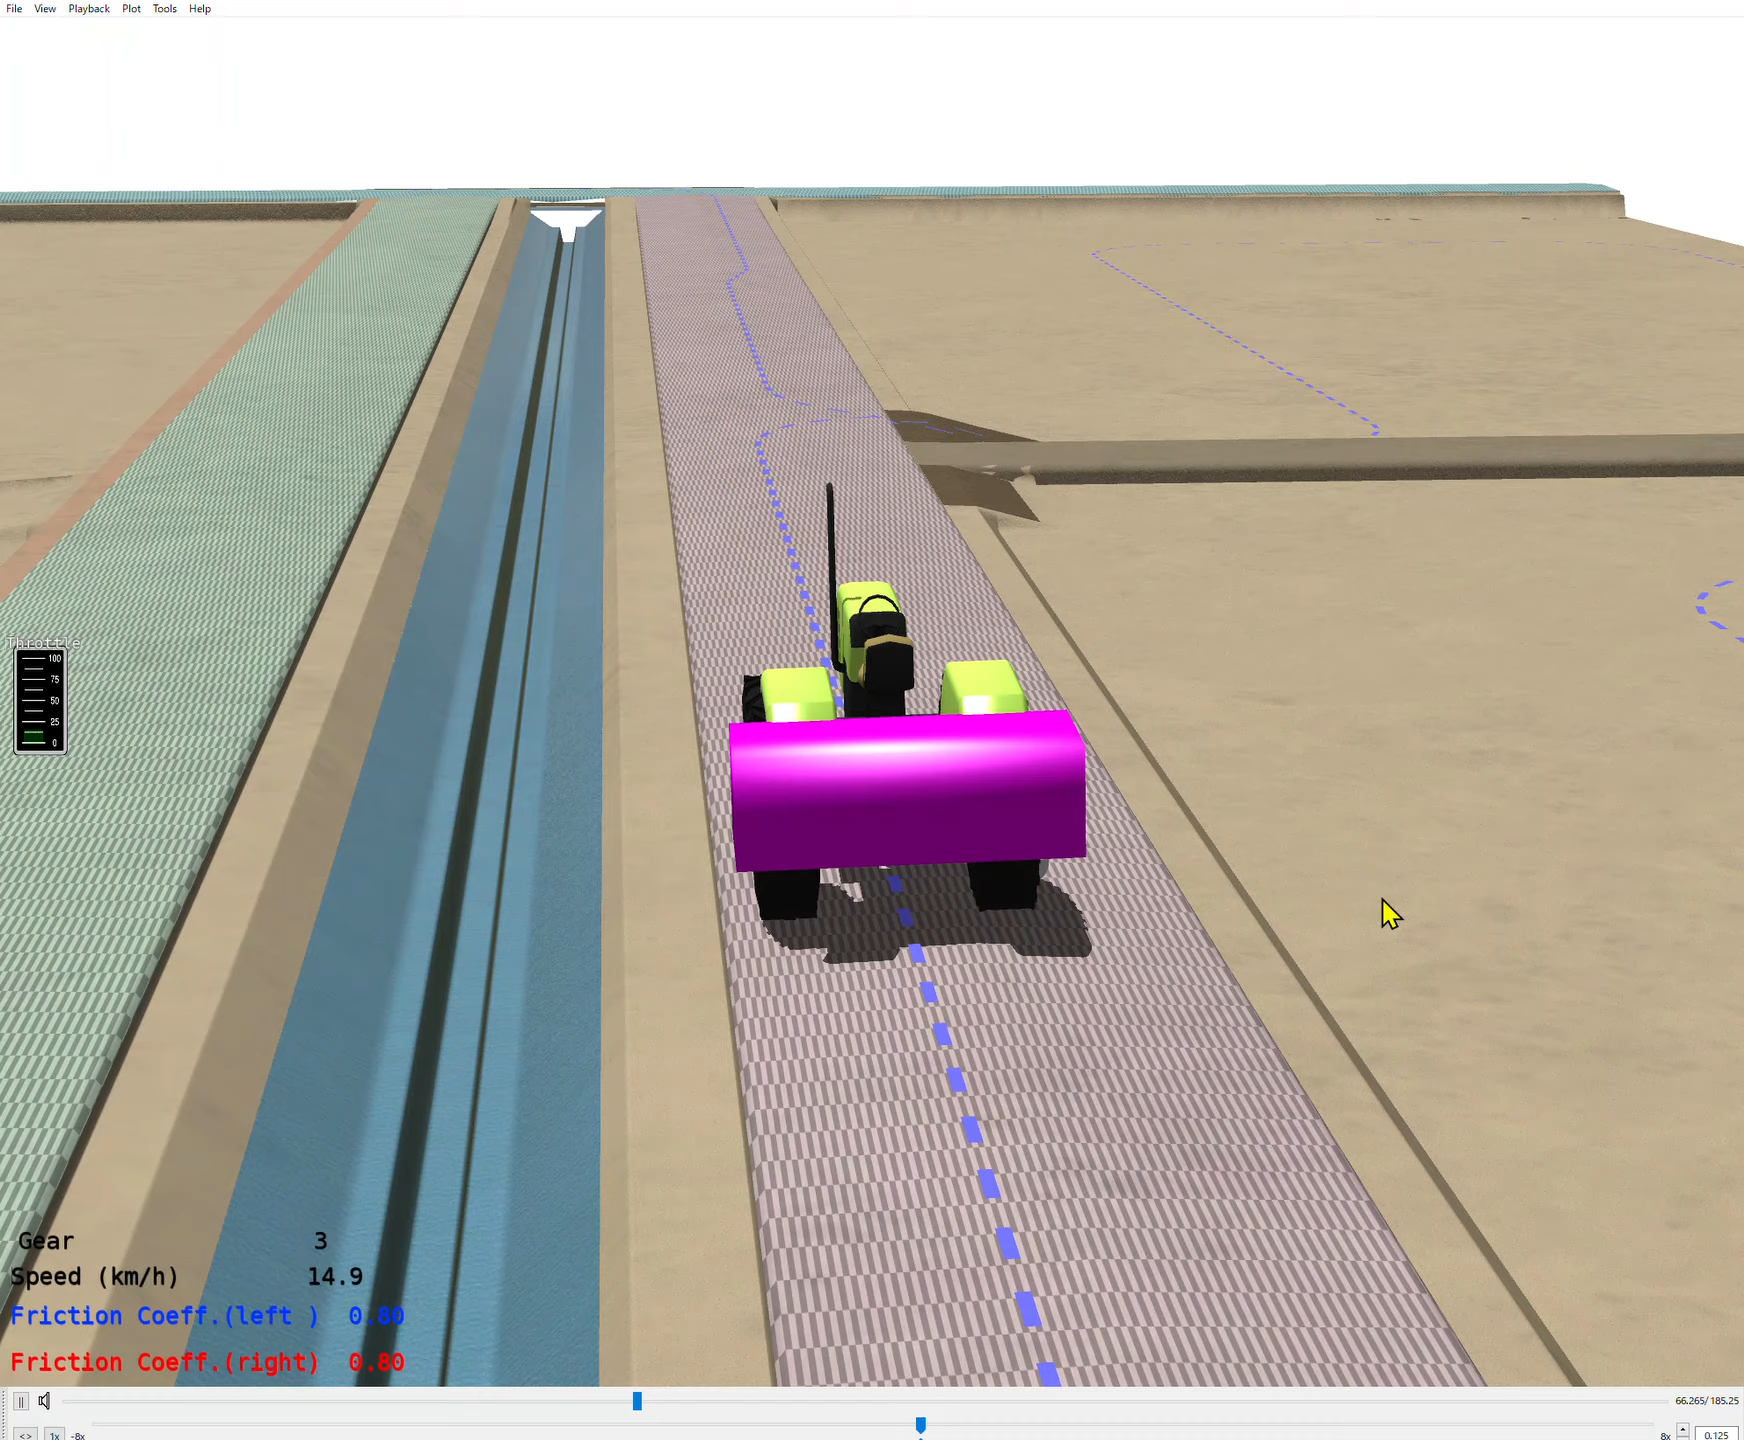 File View Playback Plot Tools Help
Throttle
100
75
50
25
0
Gear 3
Speed (km/h) 14.9
Friction Coeff.(left ) 0.80
Friction Coeff.(right) 0.80
66.265/185.25
<> 1x -8x 8x 0.125